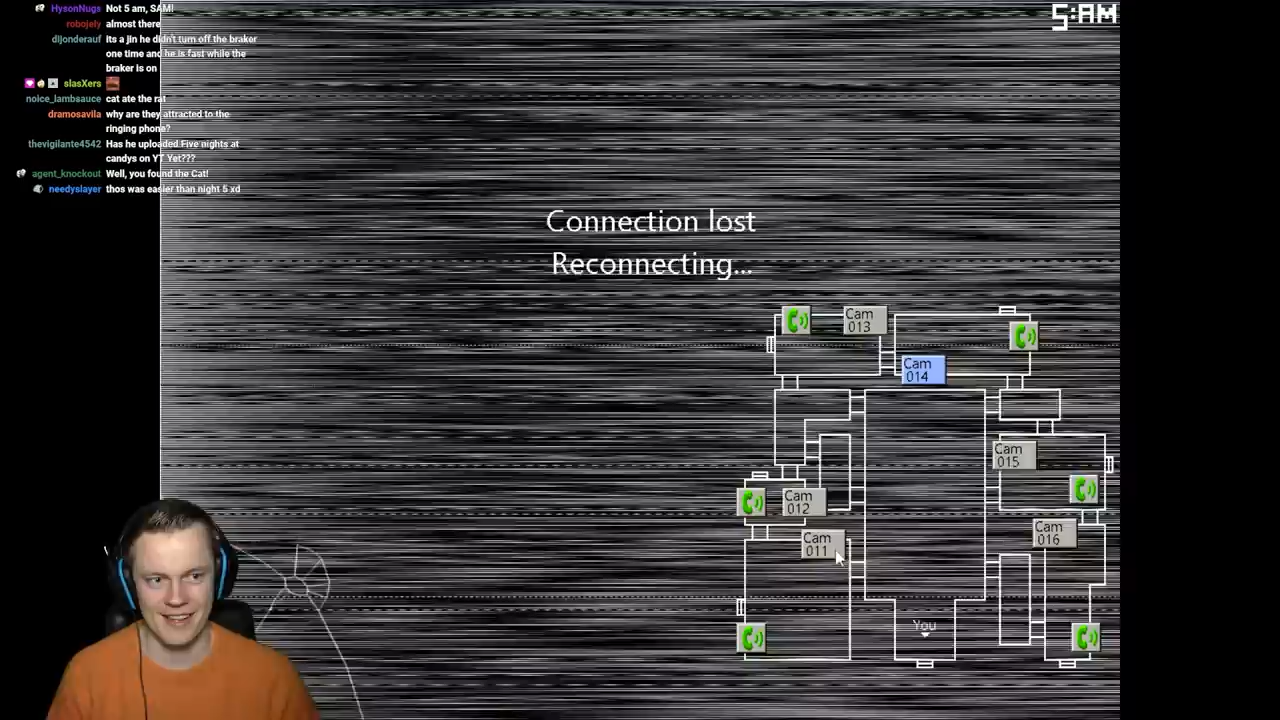 HysonNugs Not 5 am, SAM!
robojely almost there
dijonderauf its a jin he didn't turn off the braker
one time and he is fast while the
braker is on
slasXers
noice_lambsauce cat ate the rat
dramosavila why are they attracted to the
ringing phone?
thevigilante4542 Has he uploaded Five nights at
candys on YT Yet???
agent_knockout Well, you found the Cat!
needyslayer thos was easier than night 5 xd
5:AM
Connection lost
Reconnecting...
Cam
013
Cam
014
Cam
015
Cam
012
Cam
016
Cam
011
You